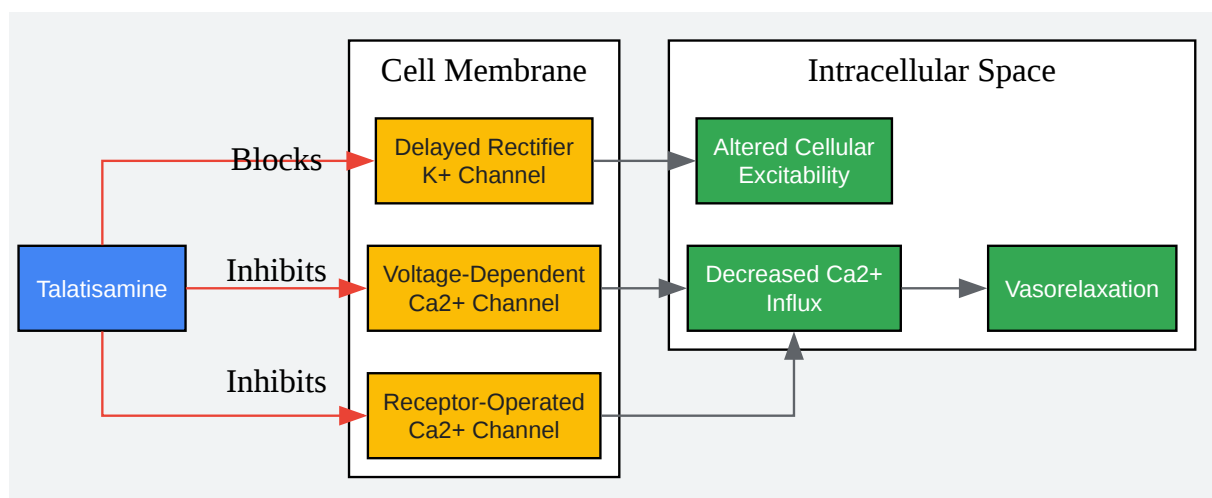 Cell Membrane
Intracellular Space
Blocks
Delayed Rectifier
K+ Channel
Altered Cellular
Excitability
Talatisamine
Inhibits
Voltage-Dependent
Ca2+ Channel
Decreased Ca2+
Influx
Vasorelaxation
Inhibits
Receptor-Operated
Ca2+ Channel